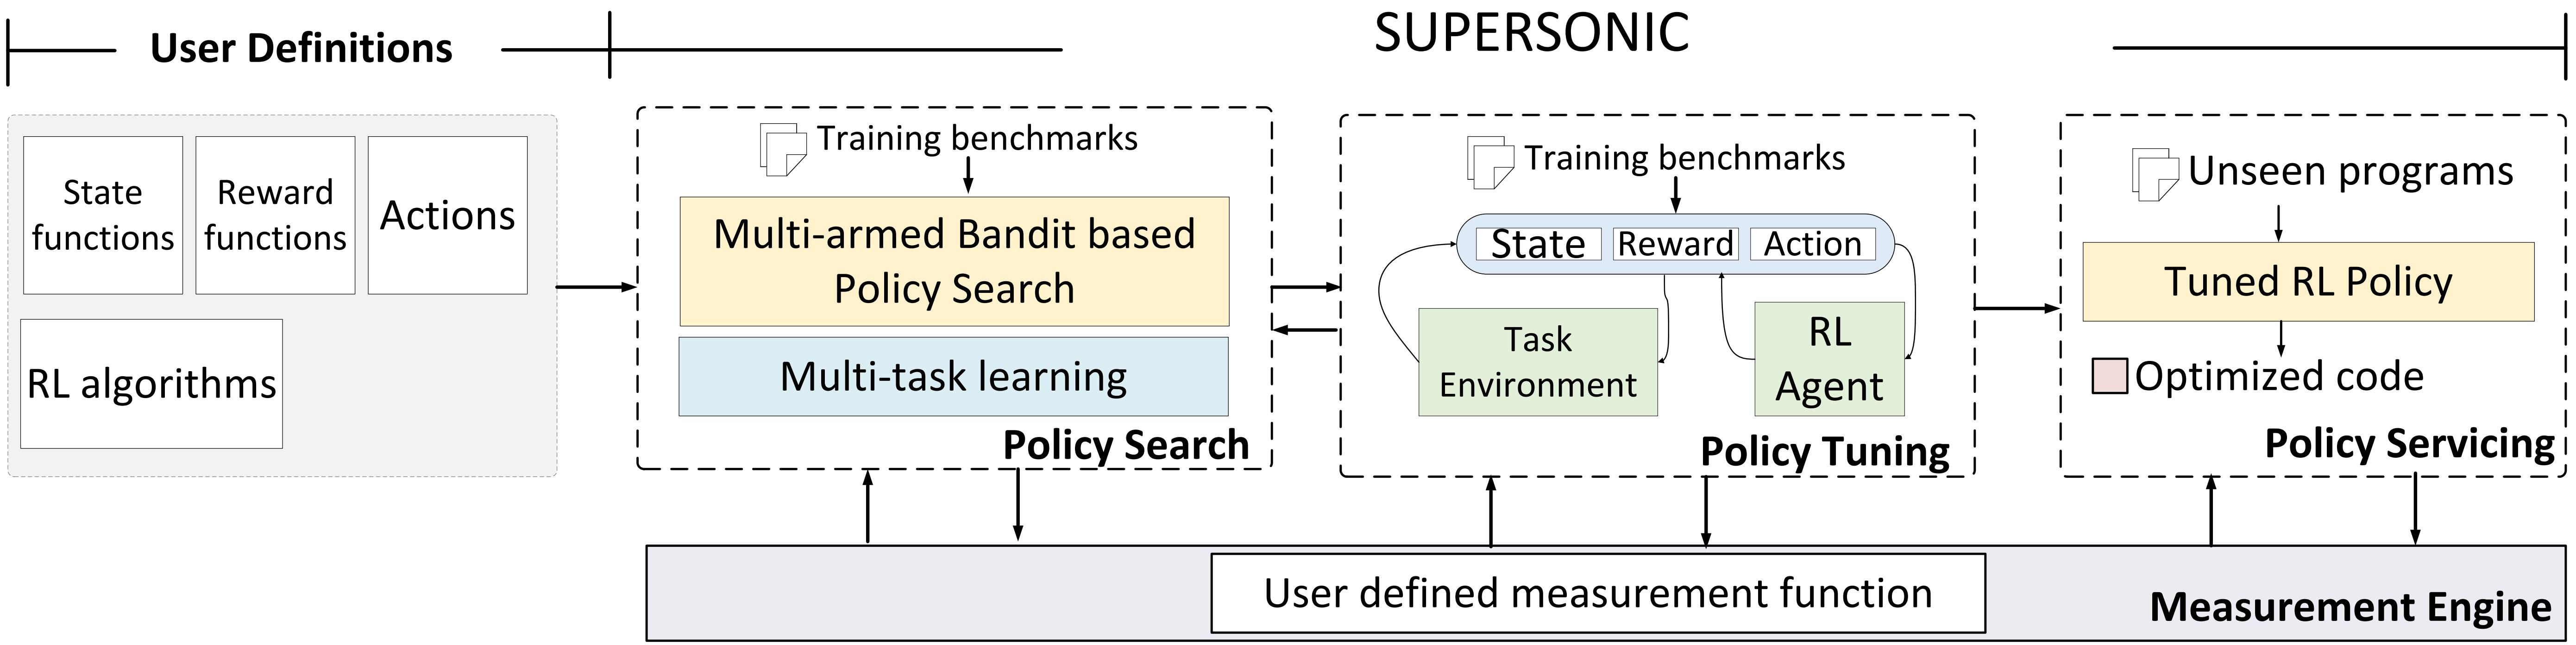 User Definitions
SUPERSONIC
State
functions
Reward
functions
Actions
RL algorithms
Training benchmarks
Multi-armed Bandit based
Policy Search
Multi-task learning
Policy Search
Training benchmarks
State
Reward
Action
Task
Environment
RL
Agent
Policy Tuning
Unseen programs
Tuned RL Policy
Optimized code
Policy Servicing
User defined measurement function
Measurement Engine